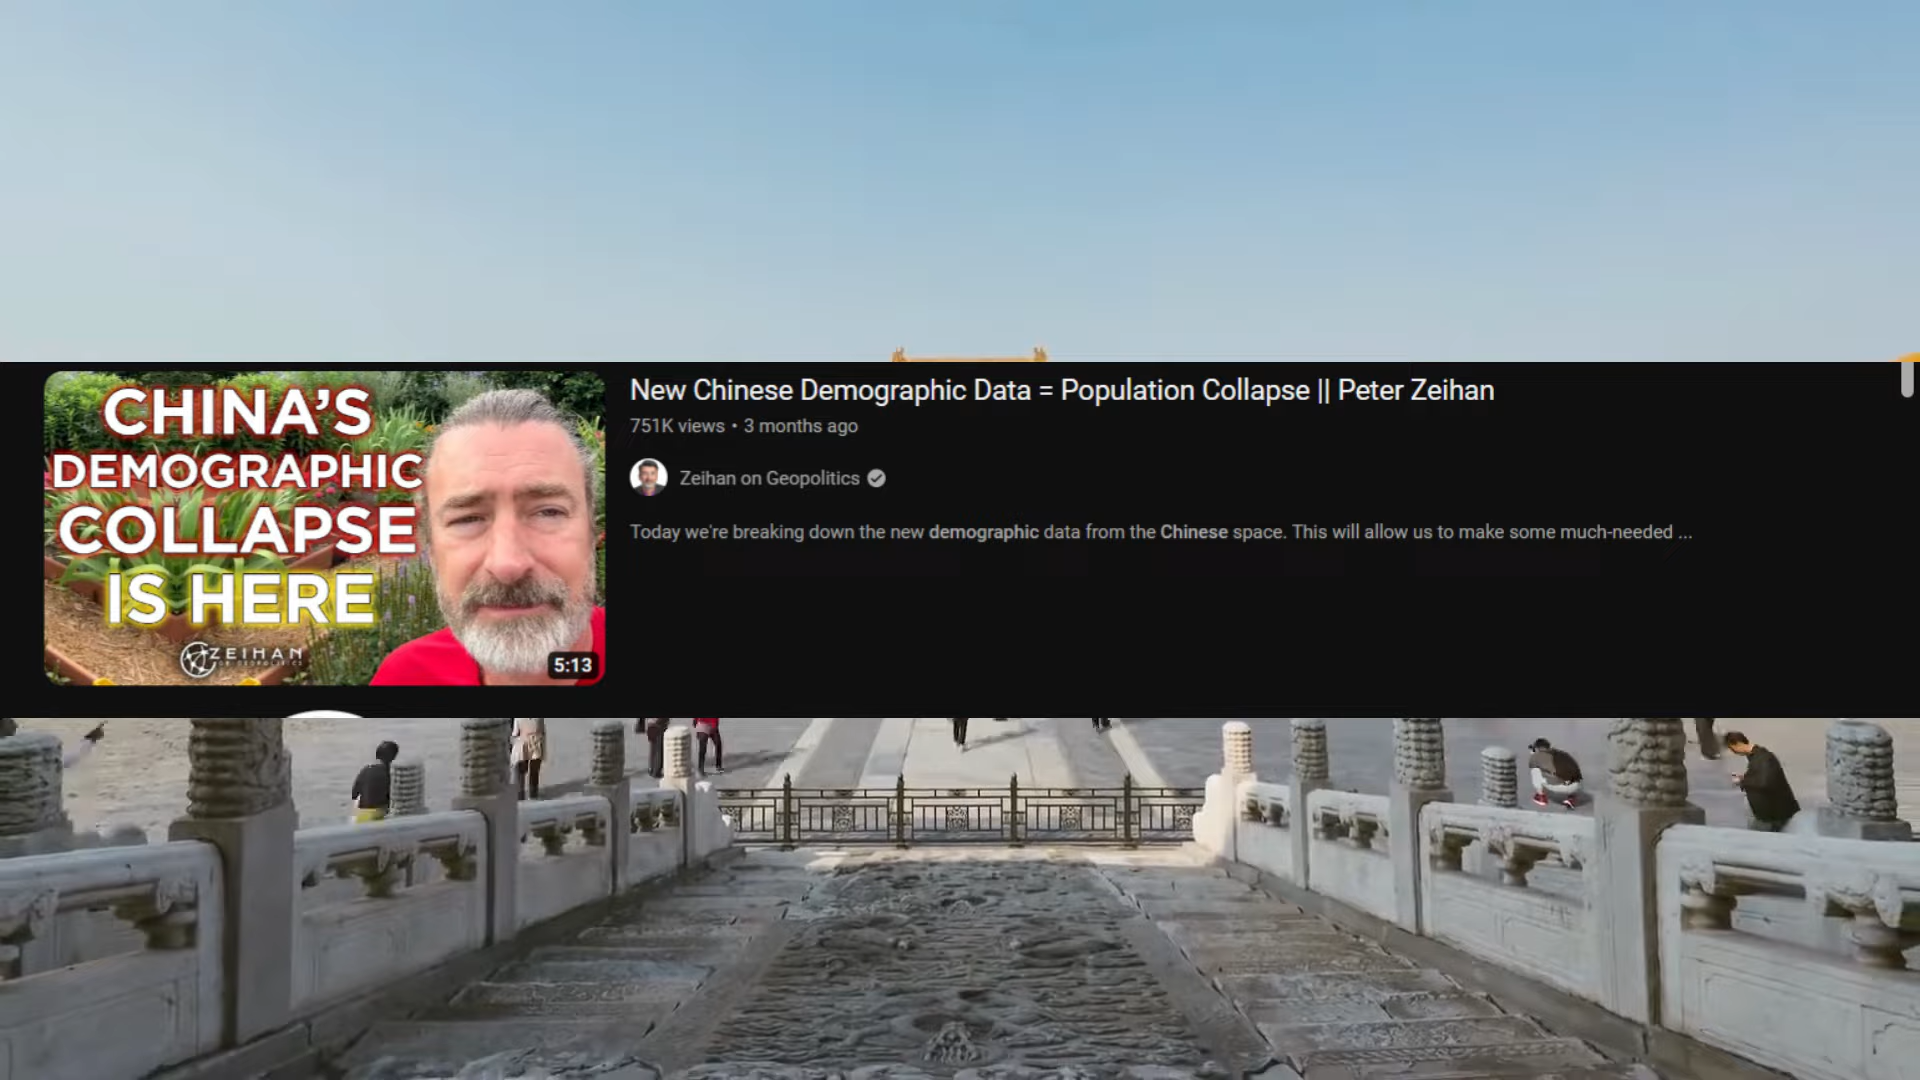 CHINA'S
DEMOGRAPHIC
COLLAPSE
IS HERE
ZEIHAN
ON GEOPOLITICS
5:13
New Chinese Demographic Data = Population Collapse || Peter Zeihan
751K views • 3 months ago
Zeihan on Geopolitics
Today we're breaking down the new demographic data from the Chinese space. This will allow us to make some much-needed ...